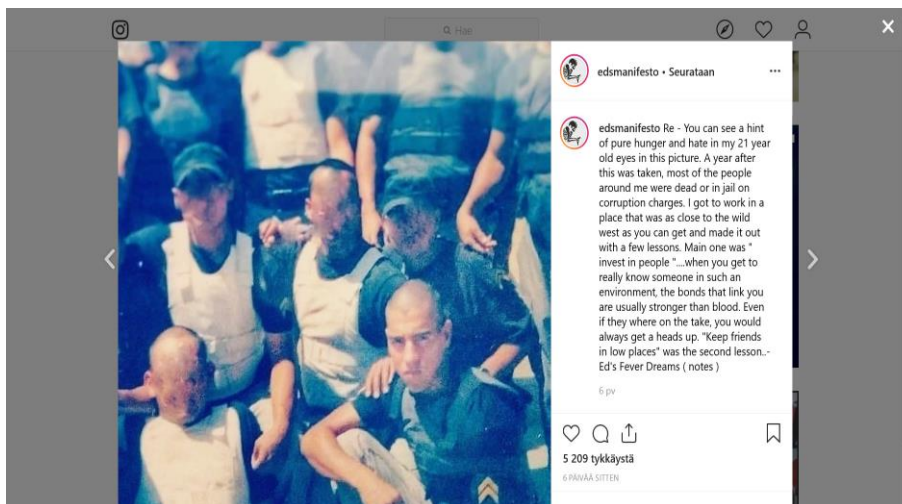 Hae
edsmanifesto • Seurataan
edsmanifesto Re - You can see a hint
of pure hunger and hate in my 21 year
old eyes in this picture. A year after
this was taken, most of the people
around me were dead or in jail on
corruption charges. I got to work in a
place that was as close to the wild
west as you can get and made it out
with a few lessons. Main one was "
invest in people "....when you get to
really know someone in such an
environment, the bonds that link you
are usually stronger than blood. Even
if they where on the take, you would
always get a heads up. "Keep friends
in low places" was the second lesson..-
Ed's Fever Dreams ( notes )
6 pv
5 209 tykkäystä
6 PÄIVÄÄ SITTEN